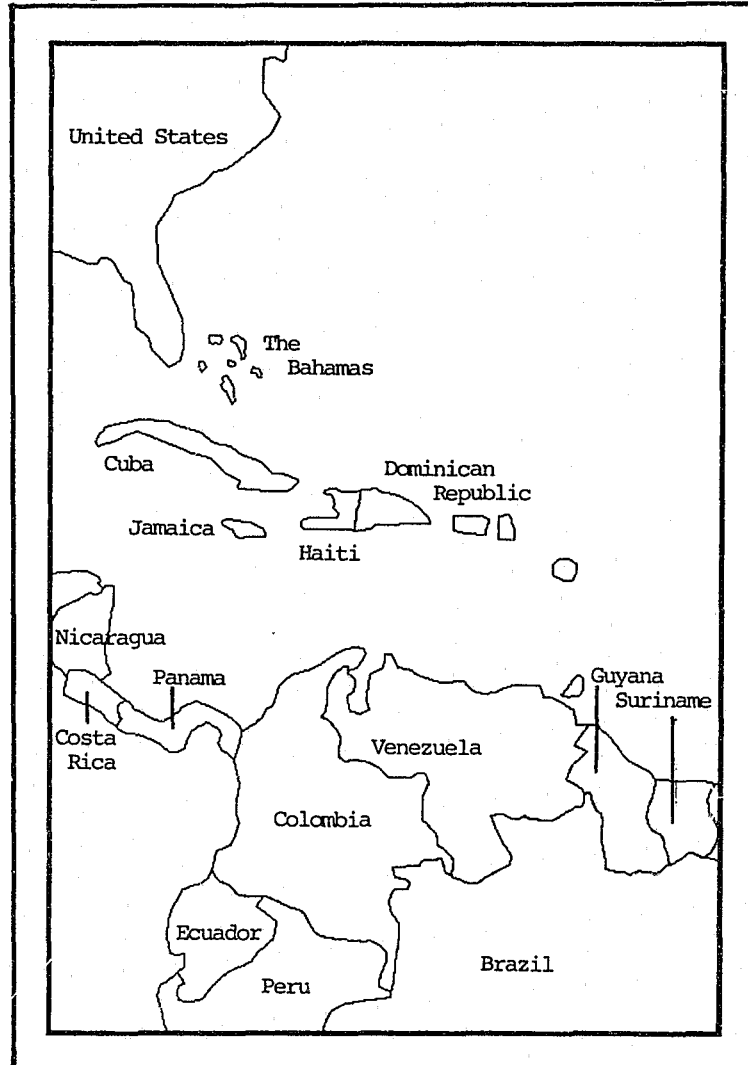 United States
The
Bahamas
Cuba
Dominican
Republic
Jamaica
Haiti
Nicaragua
Panama
Guyana
Suriname
Costa
Rica
Venezuela
Colombia
Ecuador
Peru
Brazil